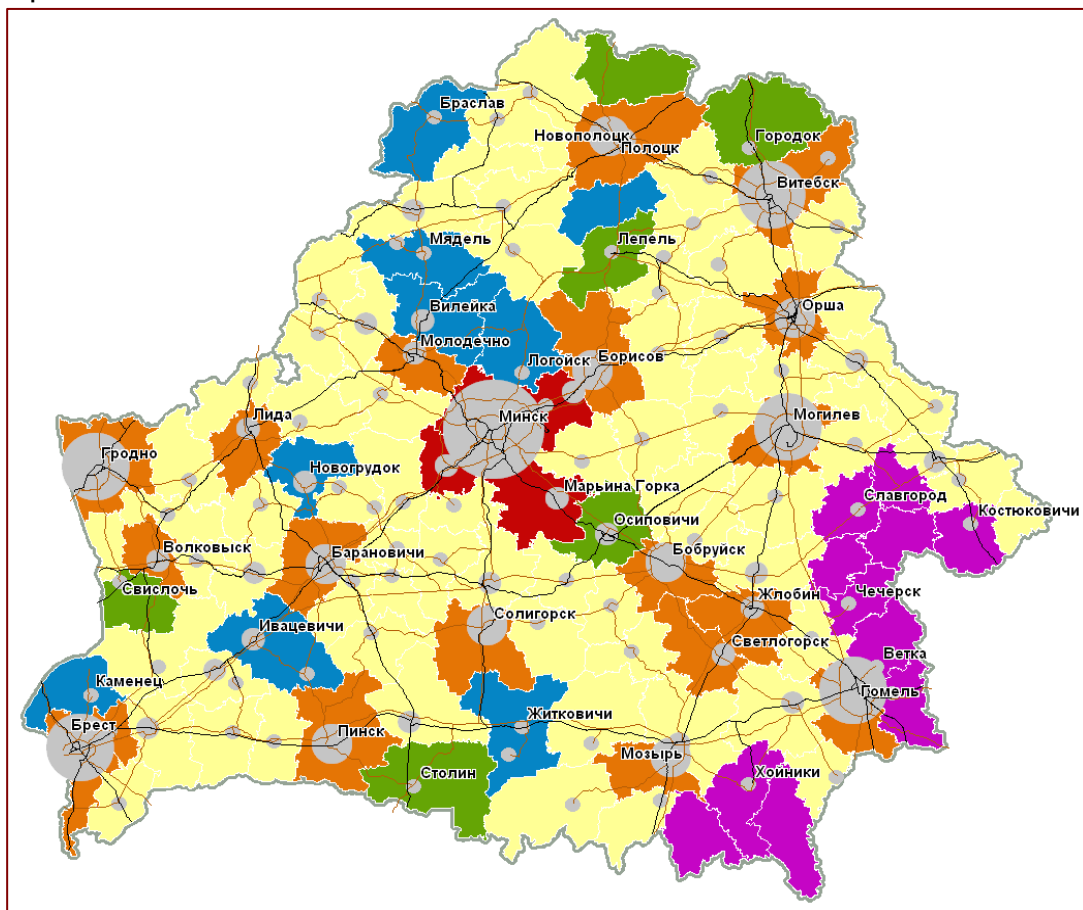 Браслав
Новополоцк
Полоцк
Городок
Витебск
Мядель
Лепель
Вилейка
Орша
Молодечно
Логойск
Борисов
Минск
Могилев
Лида
Гродно
Новогрудок
Марьина Горка
Славгород
Костюковичи
Осиповичи
Волковыск
Барановичи
Бобруйск
Свислочь
Жлобин
Чечерск
Солигорск
Ивацевичи
Светлогорск
Ветка
Каменец
Гомель
Брест
Житковичи
Пинск
Мозырь
Столин
Хойники